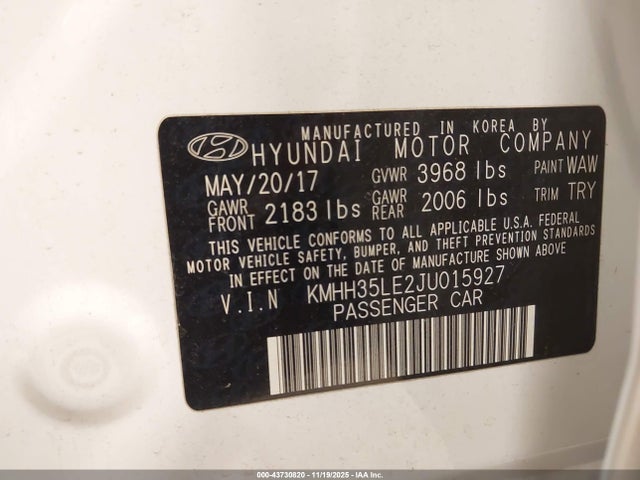 MANUFACTURED IN KOREA BY
HYUNDAI MOTOR COMPANY
MAY/20/17 GVWR 3968 lbs PAINT WAW
GAWR FRONT 2183 lbs GAWR REAR 2006 lbs TRIM TRY
THIS VEHICLE CONFORMS TO ALL APPLICABLE U.S.A. FEDERAL
MOTOR VEHICLE SAFETY, BUMPER, AND THEFT PREVENTION STANDARDS
IN EFFECT ON THE DATE OF MANUFACTURE SHOWN ABOVE
V.I.N KMHH35LE2JU015927
PASSENGER CAR
000-43730820 - 11/19/2025 - IAA, Inc.